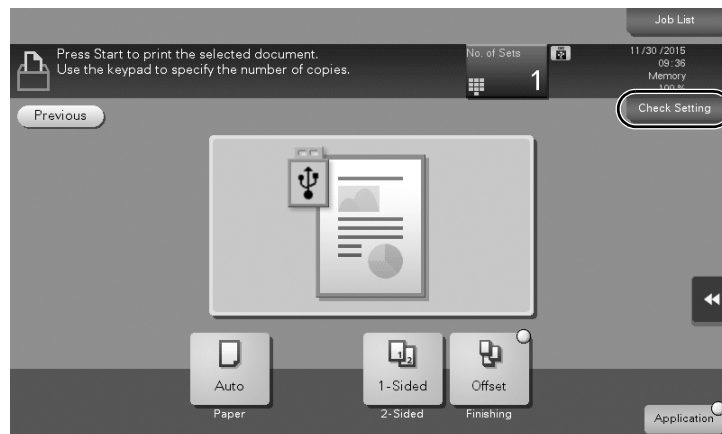 Job List
Press Start to print the selected document.
Use the keypad to specify the number of copies.
No. of Sets
1
11/30 /2015
09:36
Memory
100 %
Previous
Check Setting
1 2
Auto
1-Sided
Offset
Paper
2-Sided
Finishing
Application